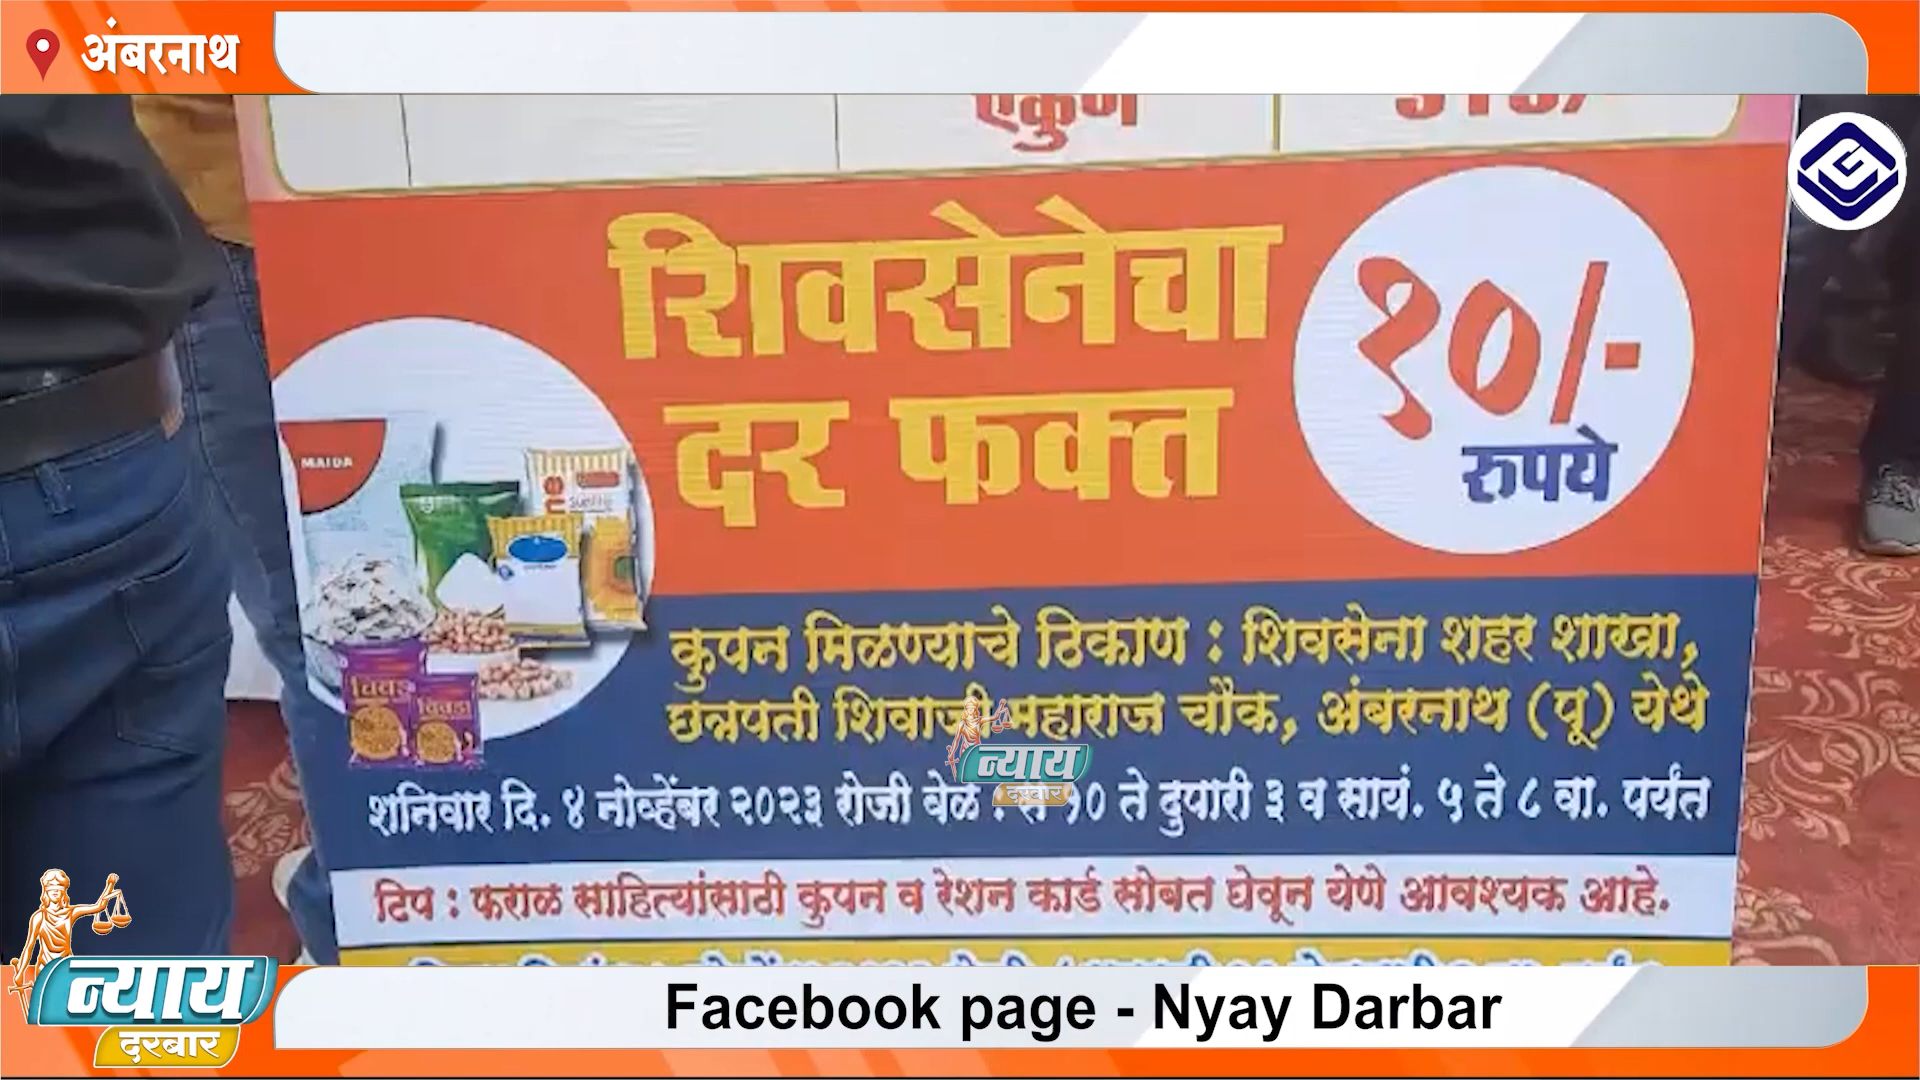 अंबरनाथ
एकुण
शिवसेनेचा
दर फक्त
१०/-
रुपये
MAIDA
चिवडा
चिवडा
कुपन मिळण्याचे ठिकाण : शिवसेना शहर शाखा,
छत्रपती शिवाजी महाराज चौक, अंबरनाथ (पू) येथे
न्याय
दरबार
शनिवार दि. ४ नोव्हेंबर २०२३ रोजी वेळ : स १० ते दुपारी ३ व सायं. ५ ते ८ वा. पर्यंत
टिप : फराळ साहित्यांसाठी कुपन व रेशन कार्ड सोबत घेवून येणे आवश्यक आहे.
न्याय
दरबार
Facebook page - Nyay Darbar